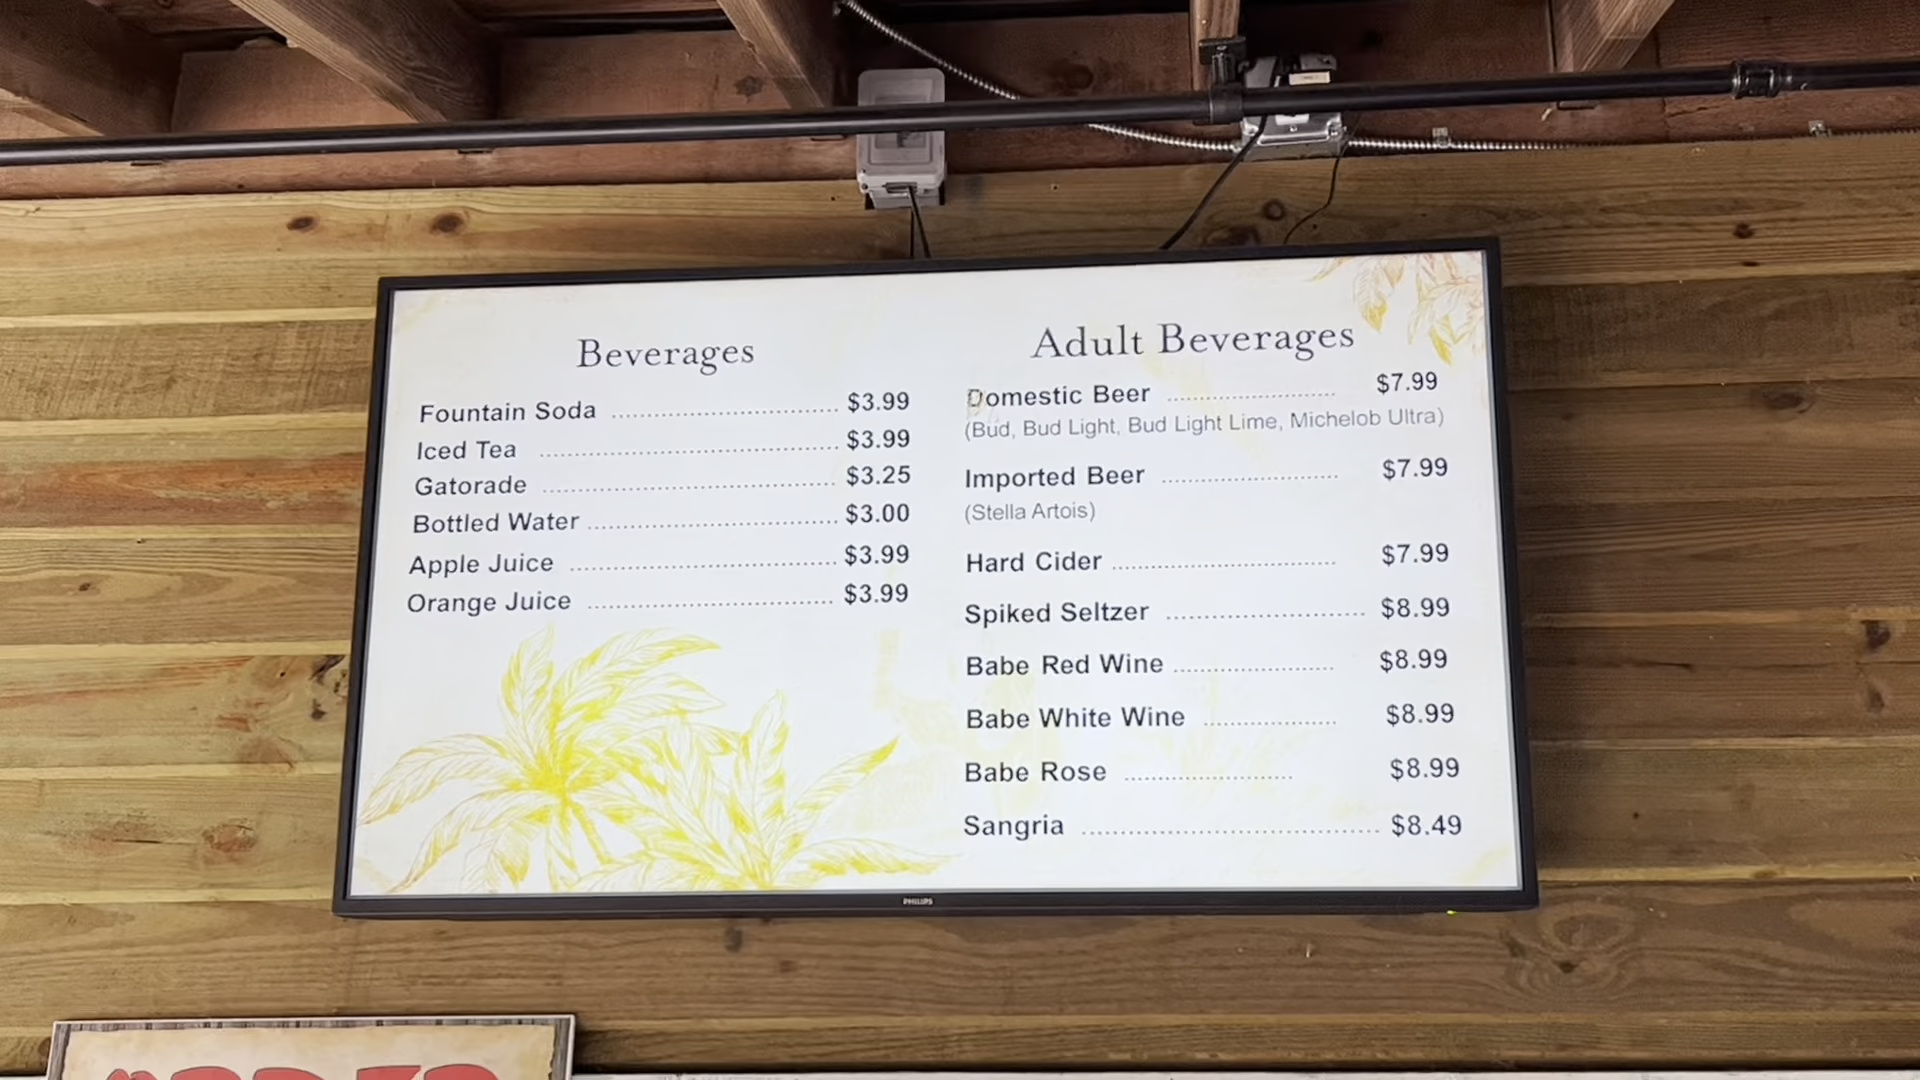 Beverages
Fountain Soda ........ $3.99
Iced Tea ........ $3.99
Gatorade ........ $3.25
Bottled Water ........ $3.00
Apple Juice ........ $3.99
Orange Juice ........ $3.99
Adult Beverages
Domestic Beer ........ $7.99
(Bud, Bud Light, Bud Light Lime, Michelob Ultra)
Imported Beer ........ $7.99
(Stella Artois)
Hard Cider ........ $7.99
Spiked Seltzer ........ $8.99
Babe Red Wine ........ $8.99
Babe White Wine ........ $8.99
Babe Rose ........ $8.99
Sangria ........ $8.49
PHILIPS
ORDER